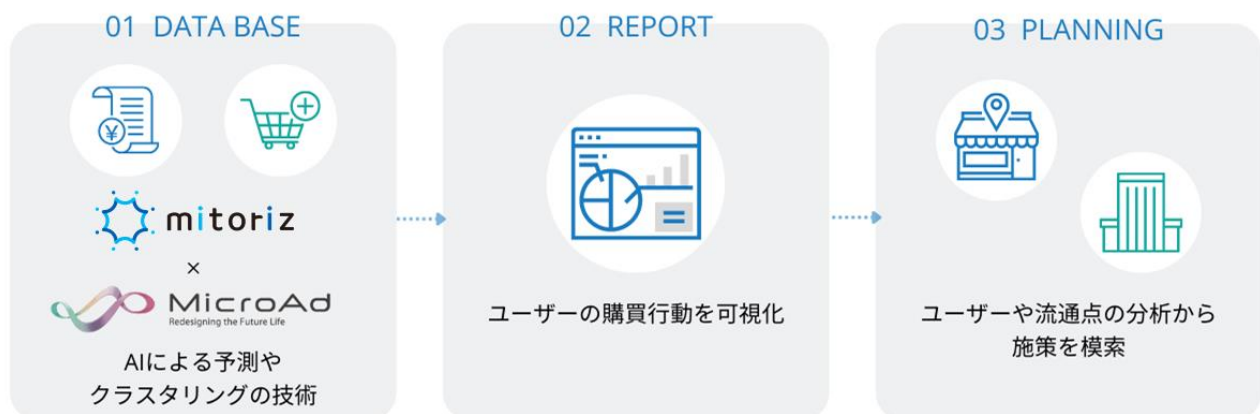 01 DATA BASE
mitoriz
×
MicroAd
Redesigning the Future Life
AIによる予測や
クラスタリングの技術
02 REPORT
ユーザーの購買行動を可視化
03 PLANNING
ユーザーや流通点の分析から
施策を模索